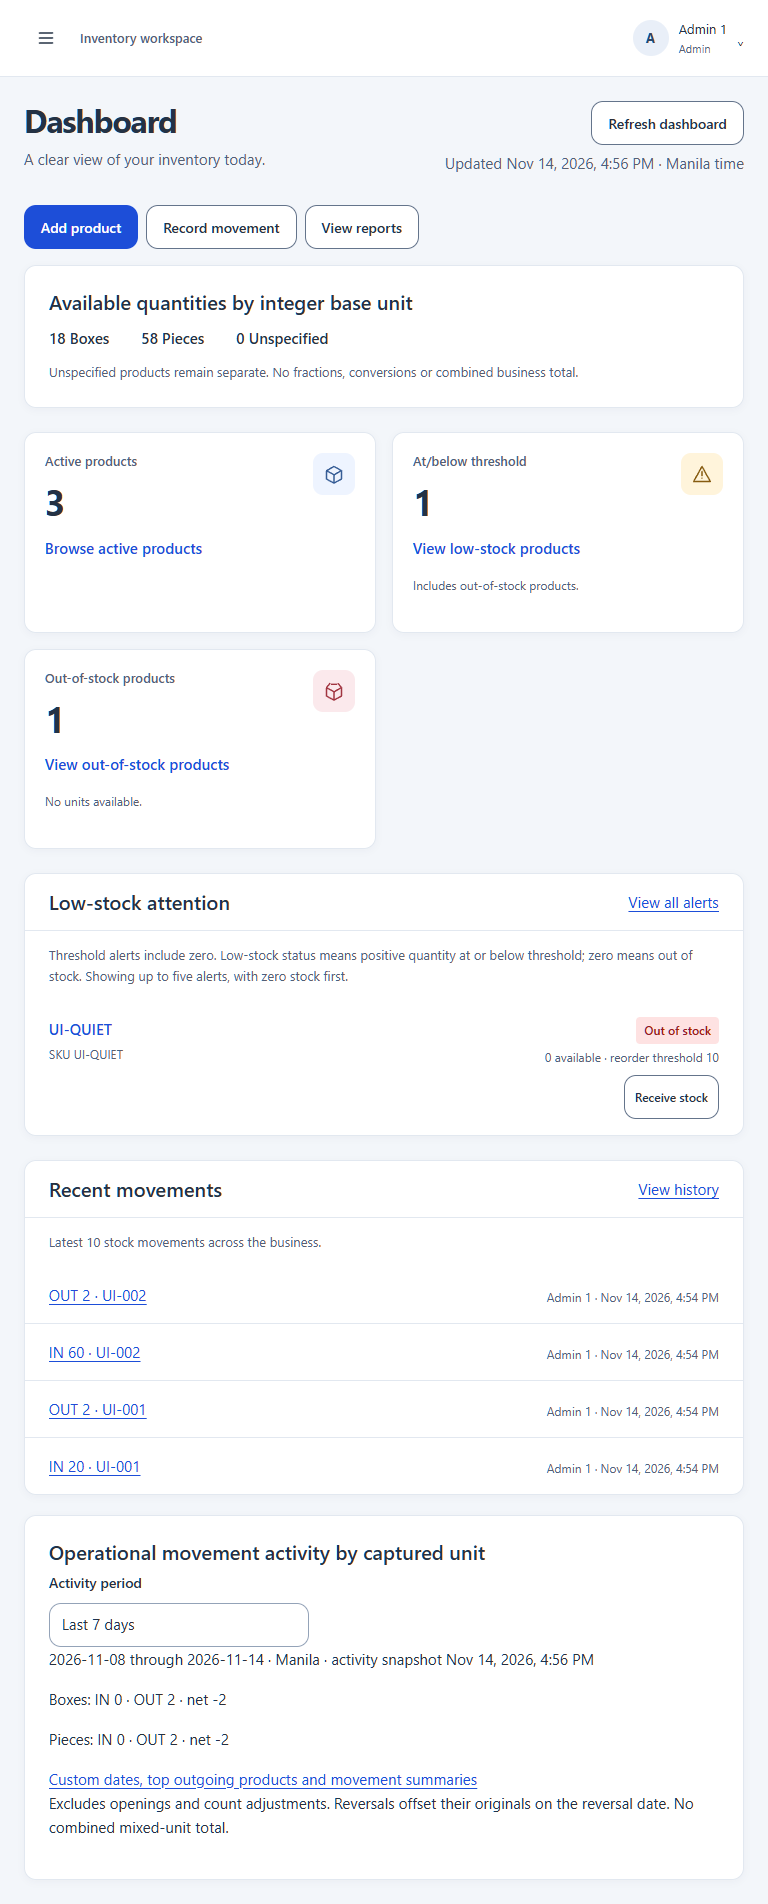 Inventory workspace
A
Admin 1
Admin
Dashboard
Refresh dashboard
A clear view of your inventory today.
Updated Nov 14, 2026, 4:56 PM · Manila time
Add product
Record movement
View reports
Available quantities by integer base unit
18 Boxes 58 Pieces 0 Unspecified
Unspecified products remain separate. No fractions, conversions or combined business total.
Active products
3
Browse active products
At/below threshold
1
View low-stock products
Includes out-of-stock products.
Out-of-stock products
1
View out-of-stock products
No units available.
Low-stock attention
View all alerts
Threshold alerts include zero. Low-stock status means positive quantity at or below threshold; zero means out of
stock. Showing up to five alerts, with zero stock first.
UI-QUIET
SKU UI-QUIET
Out of stock
0 available · reorder threshold 10
Receive stock
Recent movements
View history
Latest 10 stock movements across the business.
OUT 2 · UI-002
Admin 1 · Nov 14, 2026, 4:54 PM
IN 60 · UI-002
Admin 1 · Nov 14, 2026, 4:54 PM
OUT 2 · UI-001
Admin 1 · Nov 14, 2026, 4:54 PM
IN 20 · UI-001
Admin 1 · Nov 14, 2026, 4:54 PM
Operational movement activity by captured unit
Activity period
Last 7 days
2026-11-08 through 2026-11-14 · Manila · activity snapshot Nov 14, 2026, 4:56 PM
Boxes: IN 0 · OUT 2 · net -2
Pieces: IN 0 · OUT 2 · net -2
Custom dates, top outgoing products and movement summaries
Excludes openings and count adjustments. Reversals offset their originals on the reversal date. No
combined mixed-unit total.